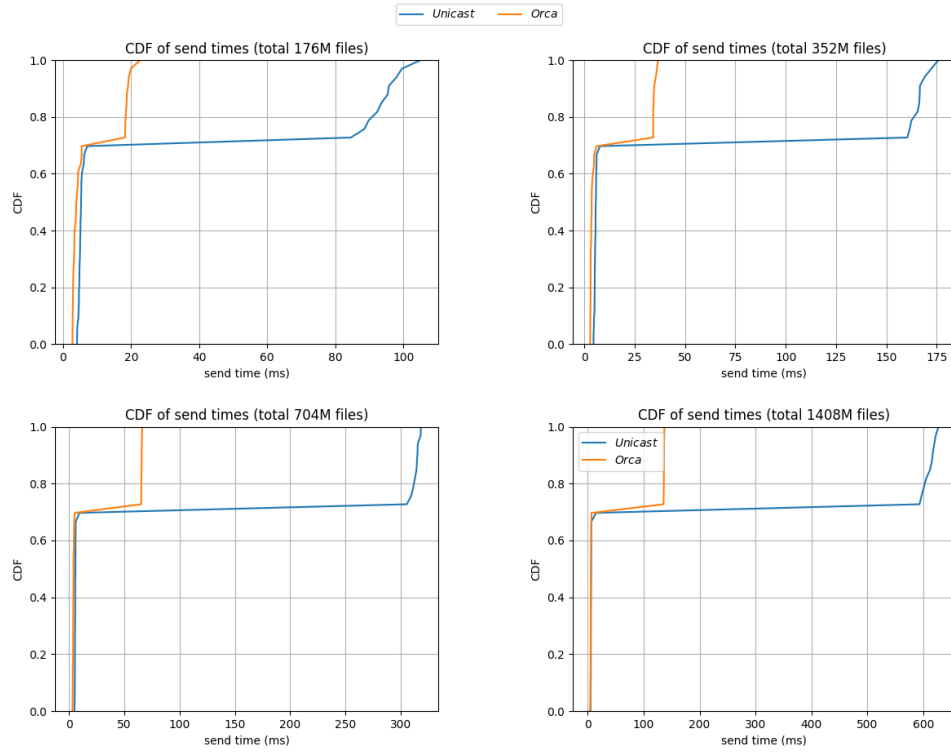 Unicast Orca
CDF of send times (total 176M files)
1.0
0.8
0.6
0.4
0.2
0.0
CDF
0 20 40 60 80 100
send time (ms)
CDF of send times (total 352M files)
1.0
0.8
0.6
0.4
0.2
0.0
CDF
0 25 50 75 100 125 150 175
send time (ms)
CDF of send times (total 704M files)
1.0
0.8
0.6
0.4
0.2
0.0
CDF
0 50 100 150 200 250 300
send time (ms)
CDF of send times (total 1408M files)
Unicast
Orca
1.0
0.8
0.6
0.4
0.2
0.0
CDF
0 100 200 300 400 500 600
send time (ms)